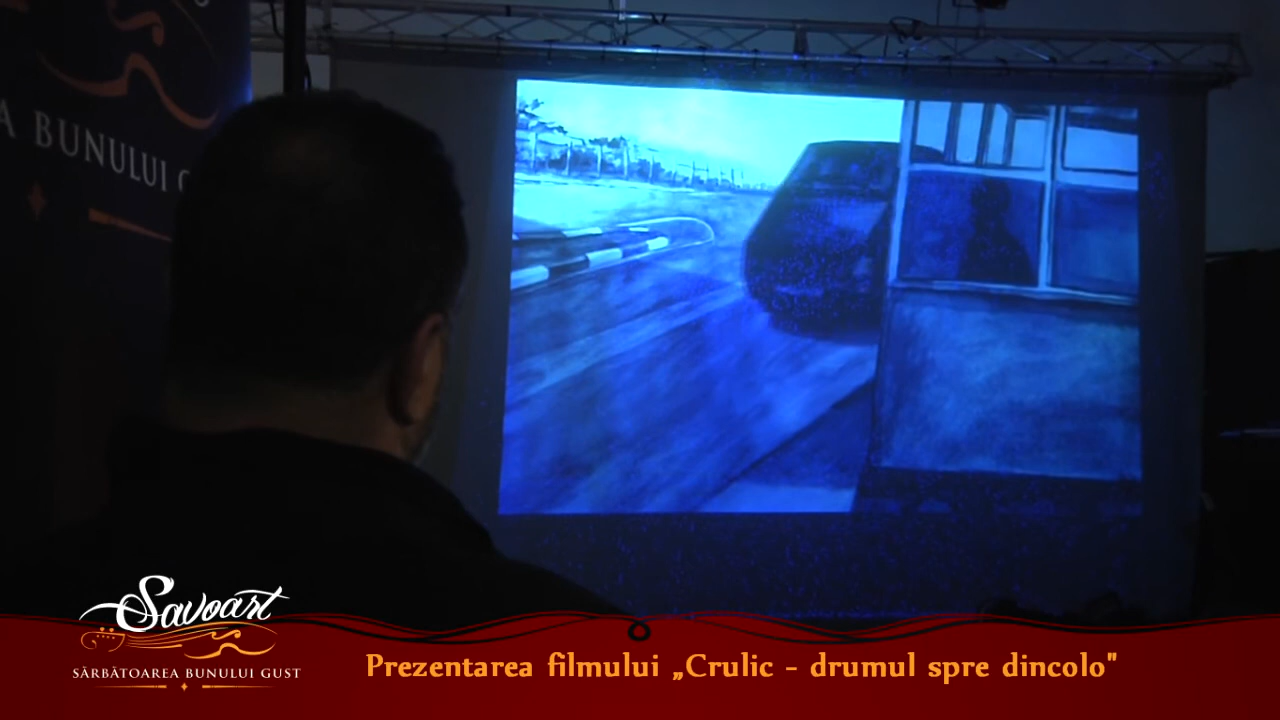 A BUNULUI G
Savoart
SĂRBĂTOAREA BUNULUI GUST
Prezentarea filmului „Crulic - drumul spre dincolo"